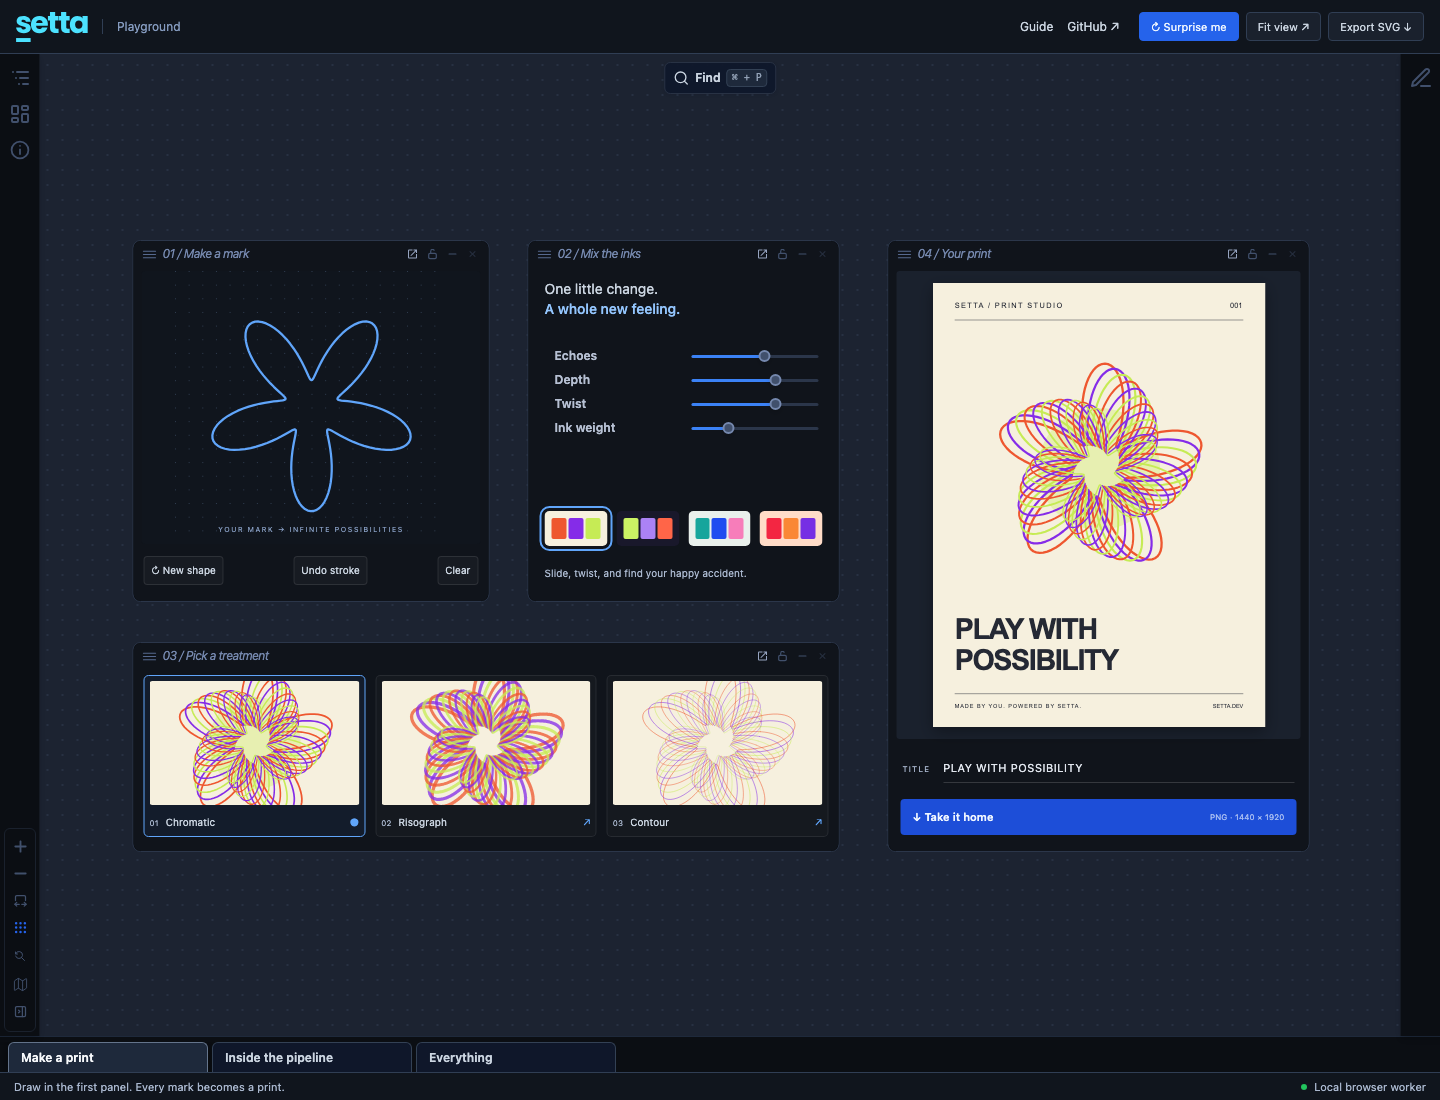 setta
Playground
Guide
GitHub ↗
↻ Surprise me
Fit view ↗
Export SVG ↓
Find ⌘ + P
01 / Make a mark
YOUR MARK → INFINITE POSSIBILITIES
↻ New shape
Undo stroke
Clear
02 / Mix the inks
One little change.
A whole new feeling.
Echoes
Depth
Twist
Ink weight
Slide, twist, and find your happy accident.
03 / Pick a treatment
01 Chromatic
02 Risograph ↗
03 Contour ↗
04 / Your print
SETTA / PRINT STUDIO
001
PLAY WITH
POSSIBILITY
MADE BY YOU. POWERED BY SETTA.
SETTA.DEV
TITLE PLAY WITH POSSIBILITY
↓ Take it home
PNG · 1440 × 1920
Make a print
Inside the pipeline
Everything
Draw in the first panel. Every mark becomes a print.
Local browser worker